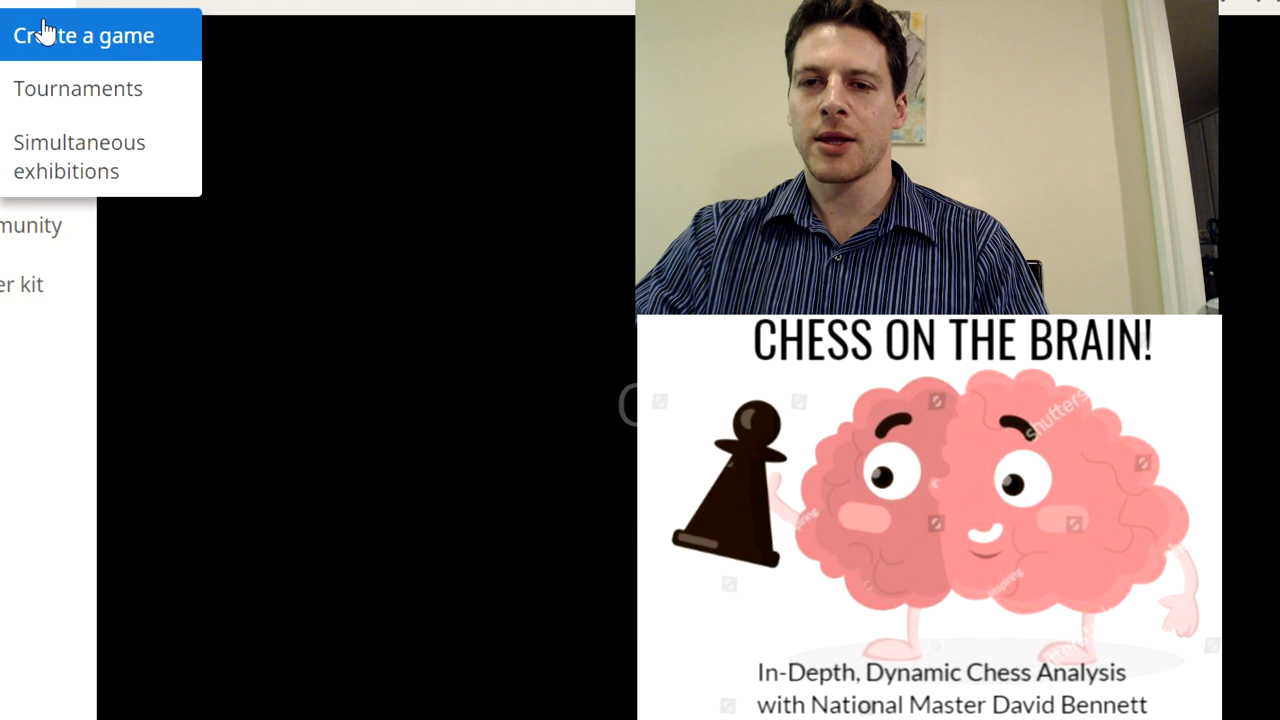 Create a game
Tournaments
Simultaneous
exhibitions
munity
er kit
CHESS ON THE BRAIN!
shutters
In-Depth, Dynamic Chess Analysis
with National Master David Bennett